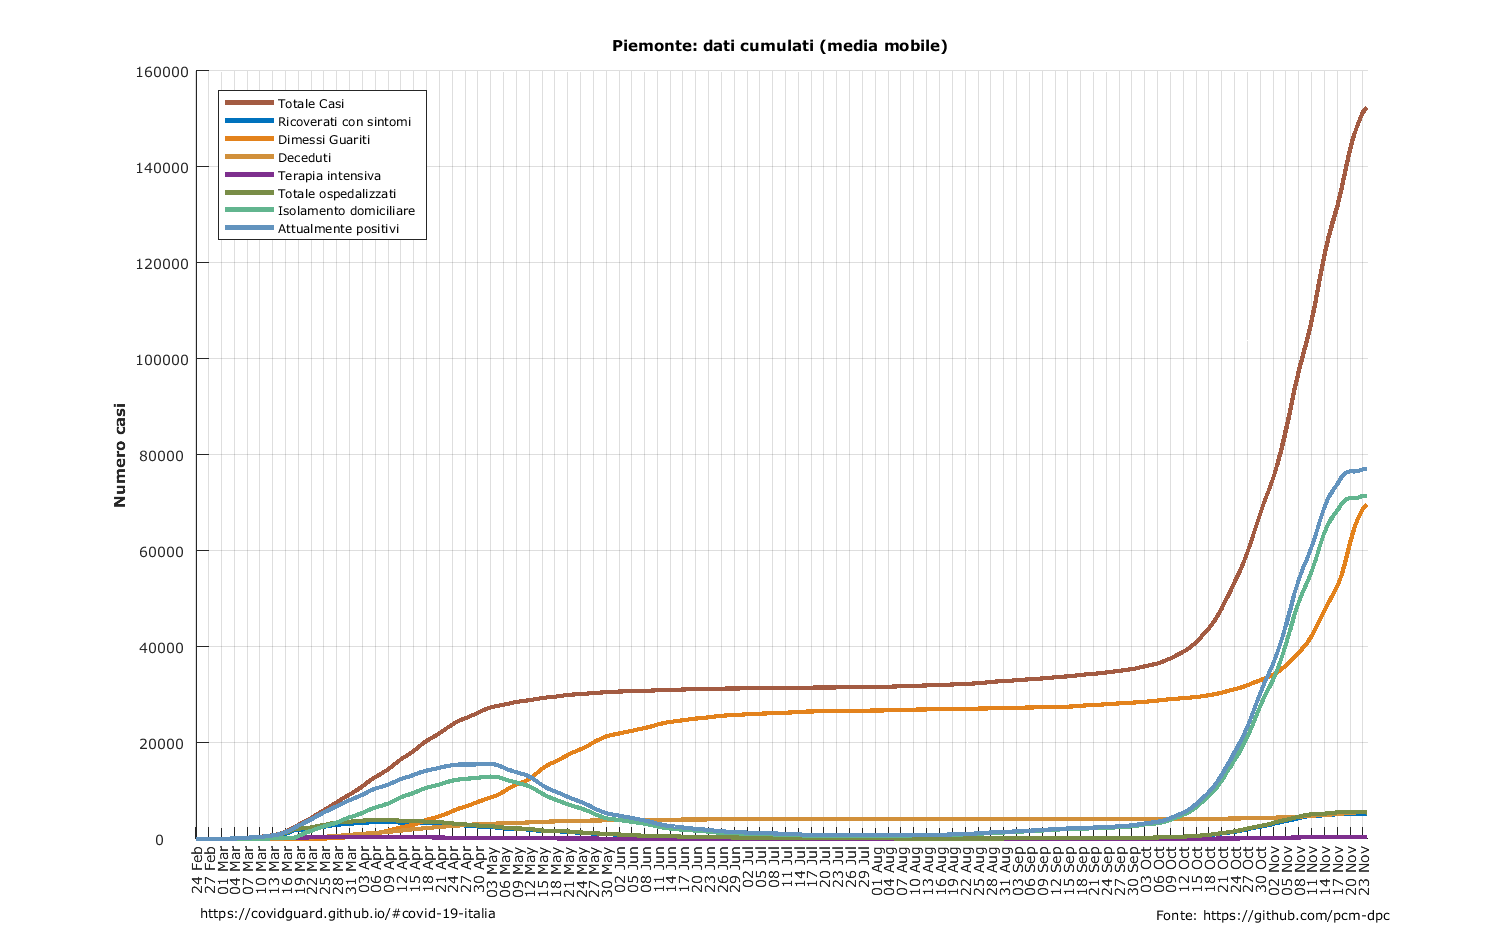 Piemonte: dati cumulati (media mobile)
160000
140000
120000
100000
80000
60000
40000
20000
0
Numero casi
Totale Casi
Ricoverati con sintomi
Dimessi Guariti
Deceduti
Terapia intensiva
Totale ospedalizzati
Isolamento domiciliare
Attualmente positivi
24 Feb
27 Feb
01 Mar
04 Mar
07 Mar
10 Mar
13 Mar
16 Mar
19 Mar
22 Mar
25 Mar
28 Mar
31 Mar
03 Apr
06 Apr
09 Apr
12 Apr
15 Apr
18 Apr
21 Apr
24 Apr
27 Apr
30 Apr
03 May
06 May
09 May
12 May
15 May
18 May
21 May
24 May
27 May
30 May
02 Jun
05 Jun
08 Jun
11 Jun
14 Jun
17 Jun
20 Jun
23 Jun
26 Jun
29 Jun
02 Jul
05 Jul
08 Jul
11 Jul
14 Jul
17 Jul
20 Jul
23 Jul
26 Jul
29 Jul
01 Aug
04 Aug
07 Aug
10 Aug
13 Aug
16 Aug
19 Aug
22 Aug
25 Aug
28 Aug
31 Aug
03 Sep
06 Sep
09 Sep
12 Sep
15 Sep
18 Sep
21 Sep
24 Sep
27 Sep
30 Sep
03 Oct
06 Oct
09 Oct
12 Oct
15 Oct
18 Oct
21 Oct
24 Oct
27 Oct
30 Oct
02 Nov
05 Nov
08 Nov
11 Nov
14 Nov
17 Nov
20 Nov
23 Nov
https://covidguard.github.io/#covid-19-italia
Fonte: https://github.com/pcm-dpc